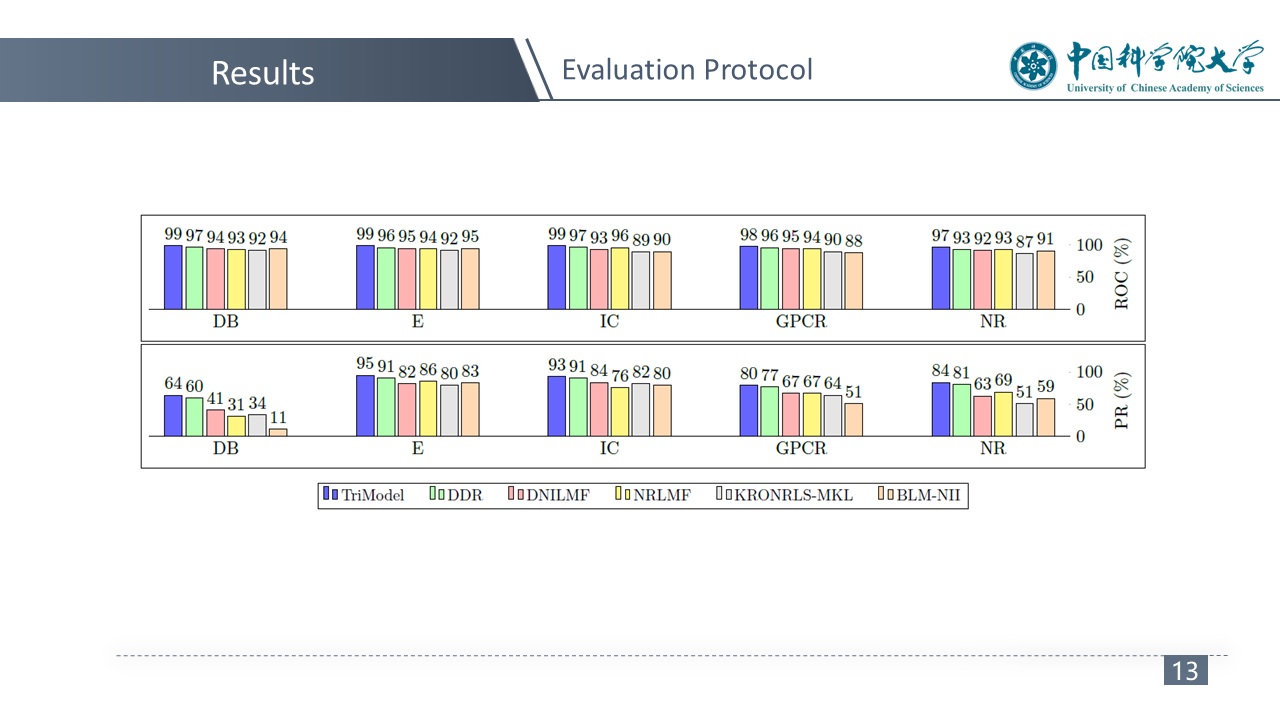 Results
Evaluation Protocol
中国科学院大学
University of Chinese Academy of Sciences
99 97 94 93 92 94 99 96 95 94 92 95 99 97 93 96 89 90 98 96 95 94 90 88 97 93 92 93 87 91
100
50
0
ROC (%)
DB E IC GPCR NR
64 60 41 31 34 11 95 91 82 86 80 83 93 91 84 76 82 80 80 77 67 67 64 51 84 81 63 69 51 59
100
50
0
PR (%)
DB E IC GPCR NR
TriModel DDR DNILMF NRLMF KRONRLS-MKL BLM-NII
13